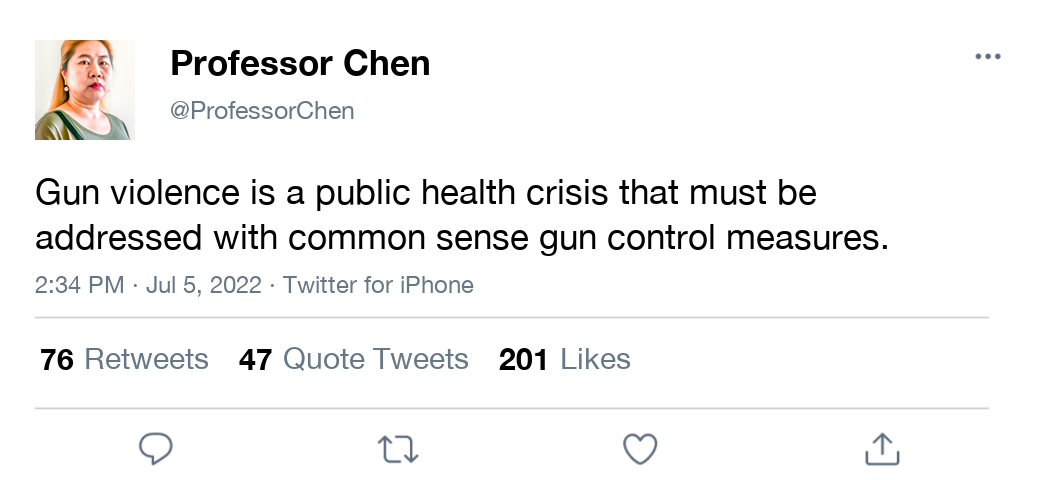 Professor Chen
@ProfessorChen
Gun violence is a public health crisis that must be
addressed with common sense gun control measures.
2:34 PM · Jul 5, 2022 · Twitter for iPhone
76 Retweets 47 Quote Tweets 201 Likes